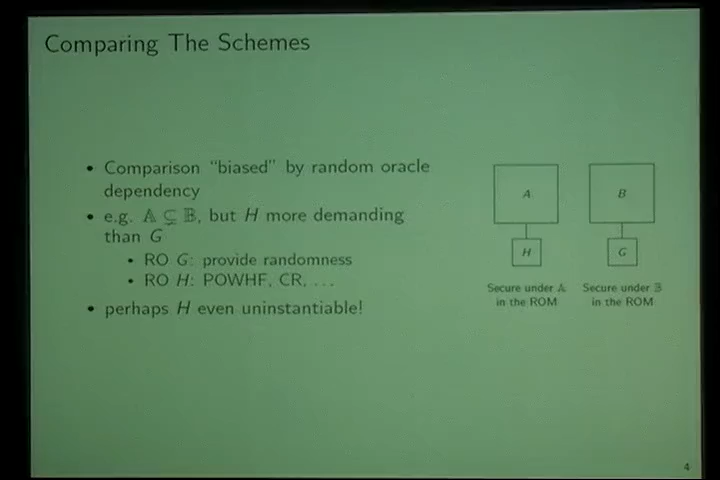 Comparing The Schemes
• Comparison "biased" by random oracle
dependency
• e.g. 𝔸 ⊊ 𝔹, but H more demanding
than G
• RO G: provide randomness
• RO H: POWHF, CR, ...
• perhaps H even uninstantiable!
A
B
H
G
Secure under 𝔸
in the ROM
Secure under 𝔹
in the ROM
4